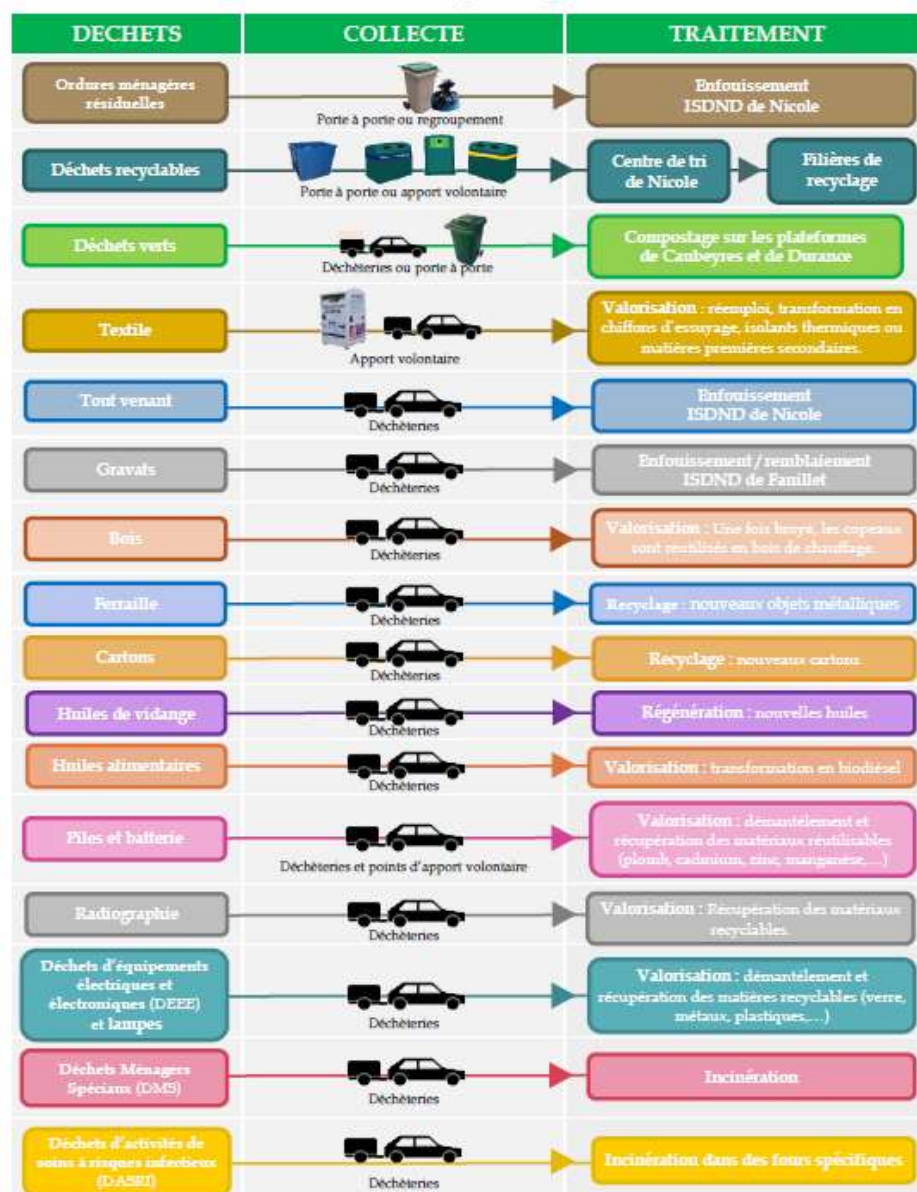 DECHETS
COLLECTE
TRAITEMENT
Ordures ménagères
résiduelles
Porte à porte ou regroupement
Enfouissement
ISDND de Nicole
Déchets recyclables
Porte à porte ou apport volontaire
Centre de tri
de Nicole
Filières de
recyclage
Déchets verts
Déchèteries ou porte à porte
Compostage sur les plateformes
de Caubeyres et de Durance
Textile
Apport volontaire
Valorisation : réemploi, transformation en
chiffons d'essuyage, isolants thermiques ou
matières premières secondaires.
Tout venant
Déchèteries
Enfouissement
ISDND de Nicole
Gravats
Déchèteries
Enfouissement / remblaiement
ISDND de Famillet
Bois
Déchèteries
Valorisation : Une fois broyé, les copeaux
sont réutilisés en bois de chauffage.
Ferraille
Déchèteries
Recyclage : nouveaux objets métalliques
Cartons
Déchèteries
Recyclage : nouveaux cartons
Huiles de vidange
Déchèteries
Régénération : nouvelles huiles
Huiles alimentaires
Déchèteries
Valorisation : transformation en biodiésel
Piles et batterie
Déchèteries et points d'apport volontaire
Valorisation : démantèlement et
récupération des matériaux réutilisables
(plomb, cadmium, zinc, manganèse,...)
Radiographie
Déchèteries
Valorisation : Récupération des matériaux
recyclables.
Déchets d'équipements
électriques et
électroniques (DEEE)
et lampes
Déchèteries
Valorisation : démantèlement et
récupération des matières recyclables (verre,
métaux, plastiques,...)
Déchets Ménagers
Spéciaux (DMS)
Déchèteries
Incinération
Déchets d'activités de
soins à risques infectieux
(DASRI)
Déchèteries
Incinération dans des fours spécifiques